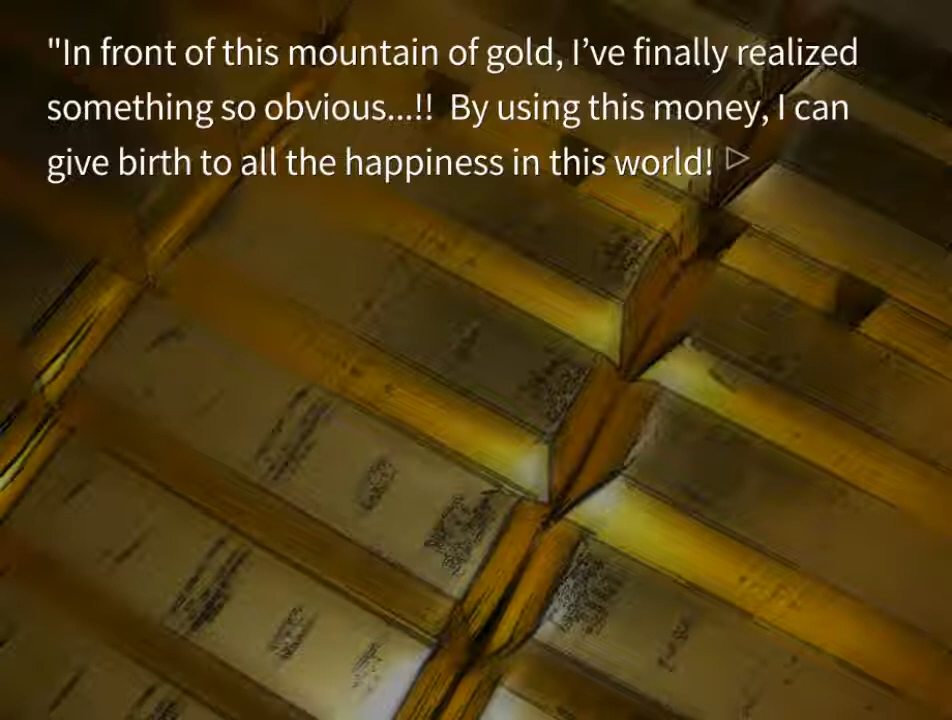 "In front of this mountain of gold, I’ve finally realized
something so obvious...!!  By using this money, I can
give birth to all the happiness in this world!